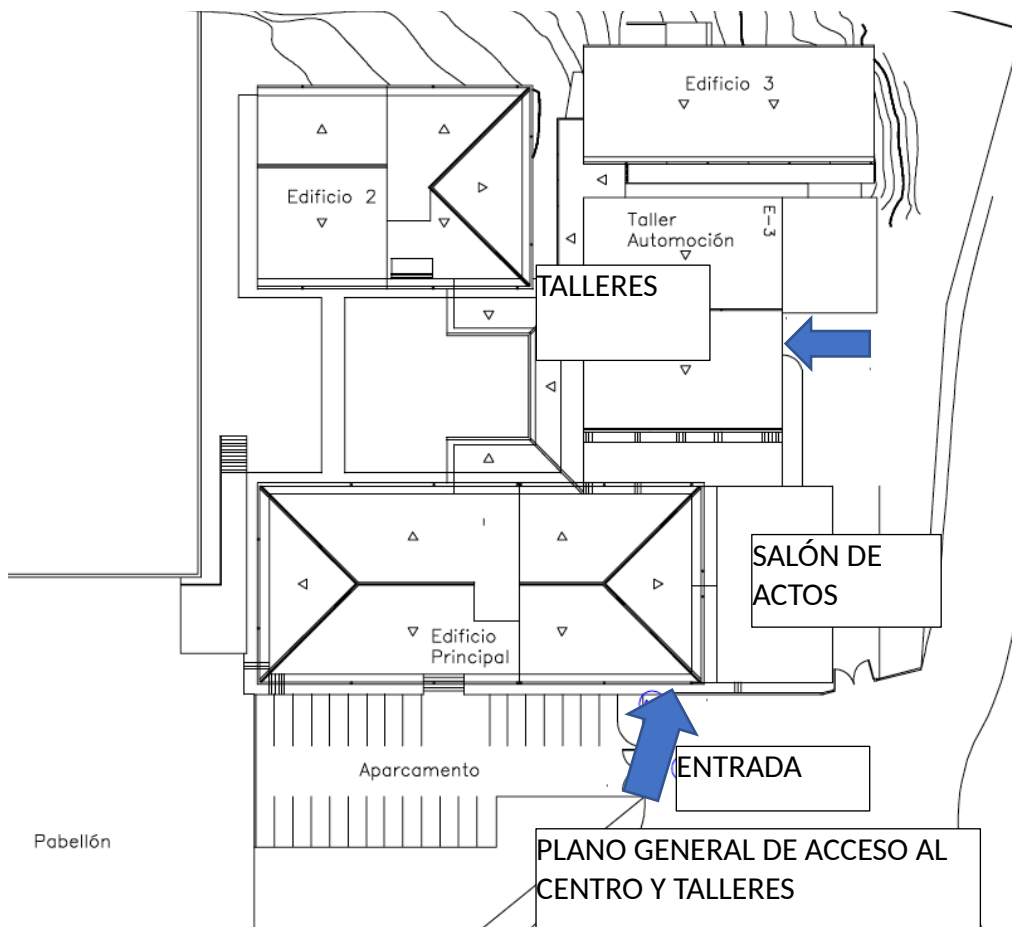 Edificio 3
Edificio 2
Taller
Automoción
E-3
TALLERES
SALÓN DE
ACTOS
Edificio
Principal
Aparcamento
ENTRADA
Pabellón
PLANO GENERAL DE ACCESO AL
CENTRO Y TALLERES